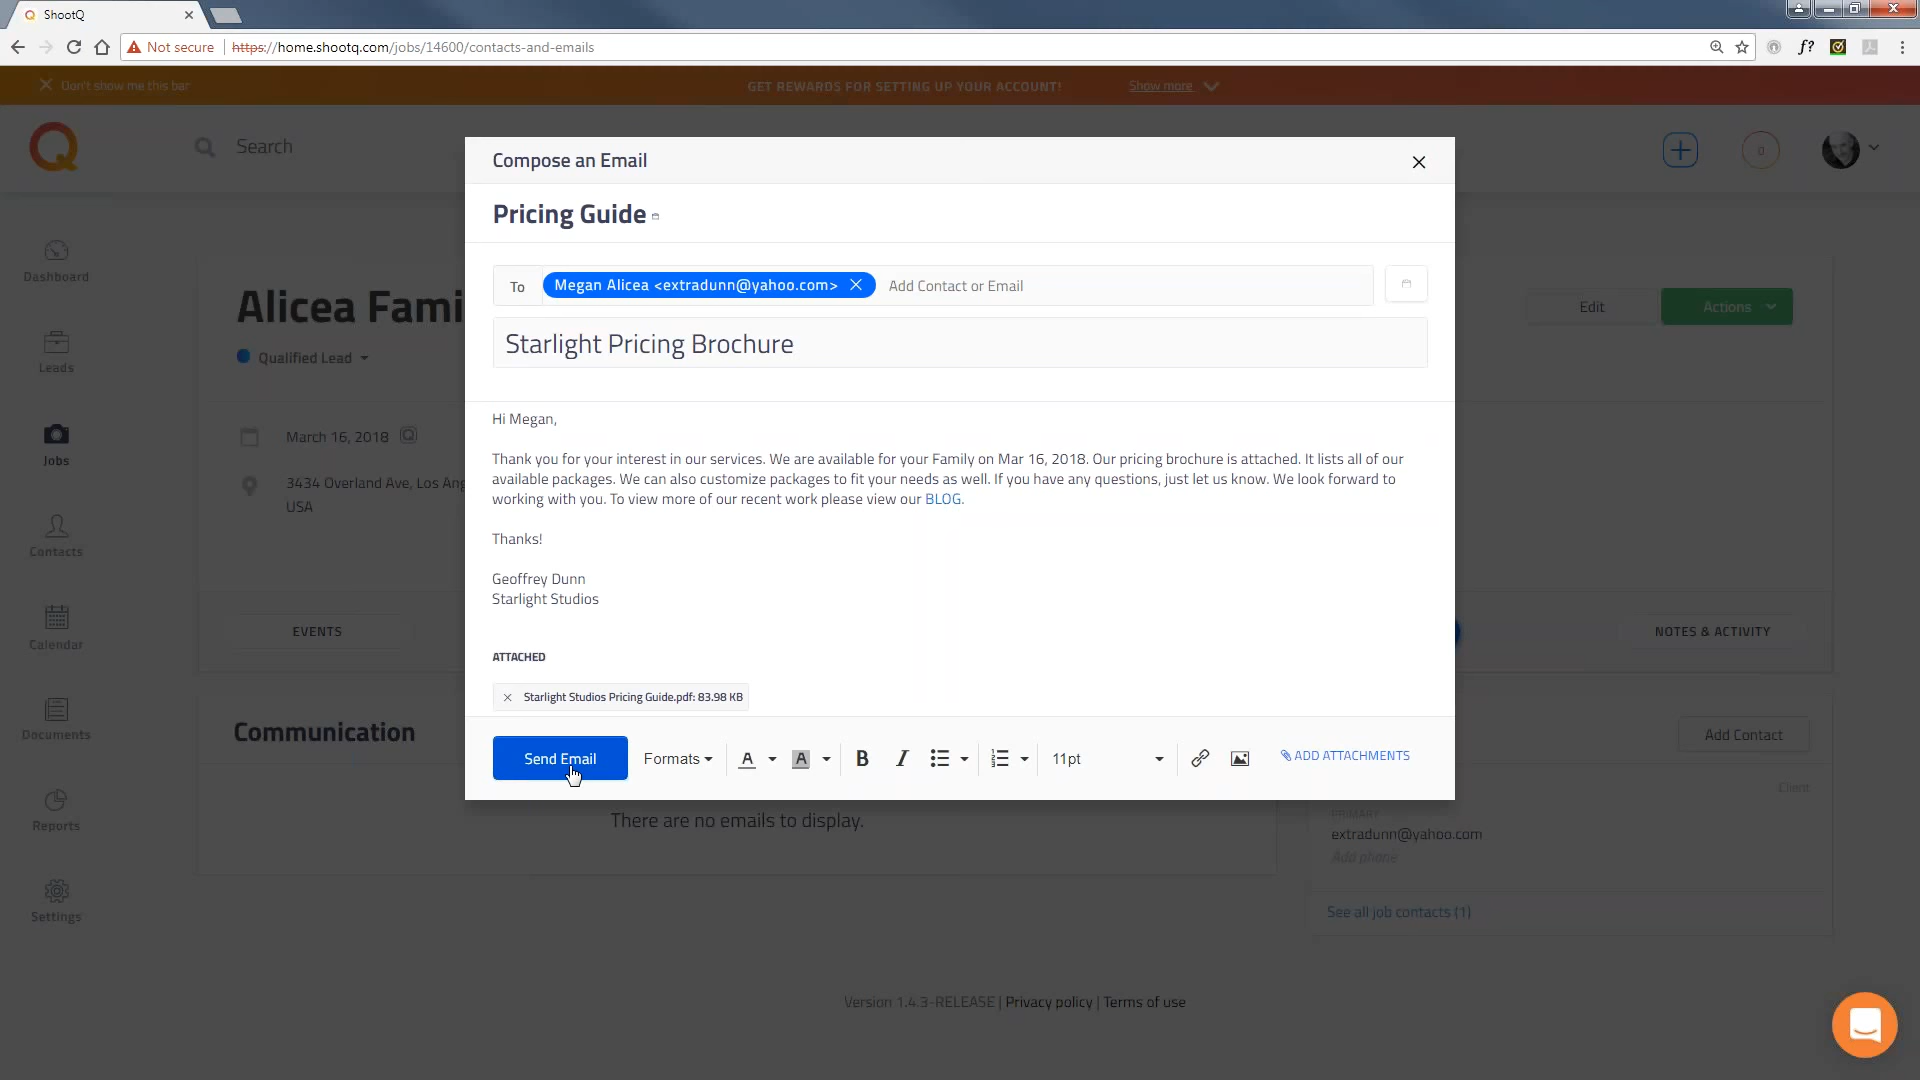 ShootQ
Not secure https://home.shootq.com/jobs/14600/contacts-and-emails
f?
Don't show me this bar
GET REWARDS FOR SETTING UP YOUR ACCOUNT!
Show more
Q
Search
0
Compose an Email
Pricing Guide
To
Megan Alicea <extradunn@yahoo.com>
Add Contact or Email
Starlight Pricing Brochure
Hi Megan,
Thank you for your interest in our services. We are available for your Family on Mar 16, 2018. Our pricing brochure is attached. It lists all of our
available packages. We can also customize packages to fit your needs as well. If you have any questions, just let us know. We look forward to
working with you. To view more of our recent work please view our BLOG.
Thanks!
Geoffrey Dunn
Starlight Studios
ATTACHED
Starlight Studios Pricing Guide.pdf: 83.98 KB
Send Email
Formats
A
A
B
I
11pt
ADD ATTACHMENTS
Dashboard
Leads
Jobs
Contacts
Calendar
Documents
Reports
Settings
Alicea Fami
Qualified Lead
Edit
Actions
March 16, 2018
3434 Overland Ave, Los Ang
USA
EVENTS
NOTES & ACTIVITY
Communication
Add Contact
There are no emails to display.
Client
PRIMARY
extradunn@yahoo.com
Add phone
See all job contacts (1)
Version 1.4.3-RELEASE | Privacy policy | Terms of use